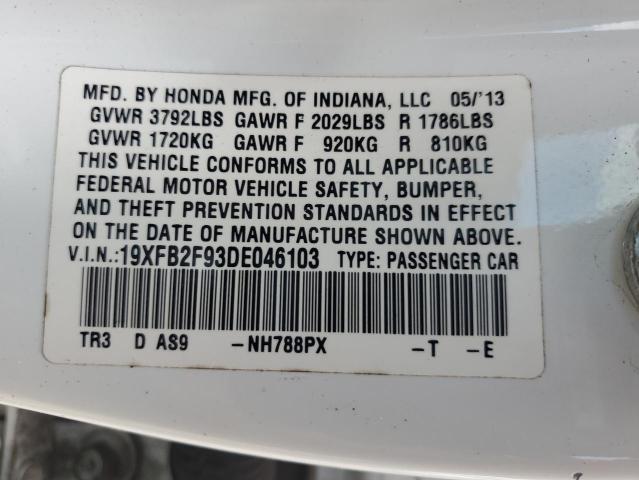 MFD. BY HONDA MFG. OF INDIANA, LLC 05/'13
GVWR 3792LBS GAWR F 2029LBS R 1786LBS
GVWR 1720KG GAWR F 920KG R 810KG
THIS VEHICLE CONFORMS TO ALL APPLICABLE
FEDERAL MOTOR VEHICLE SAFETY, BUMPER,
AND THEFT PREVENTION STANDARDS IN EFFECT
ON THE DATE OF MANUFACTURE SHOWN ABOVE.
V.I.N.:19XFB2F93DE046103 TYPE: PASSENGER CAR
TR3 D AS9 -NH788PX -T -E